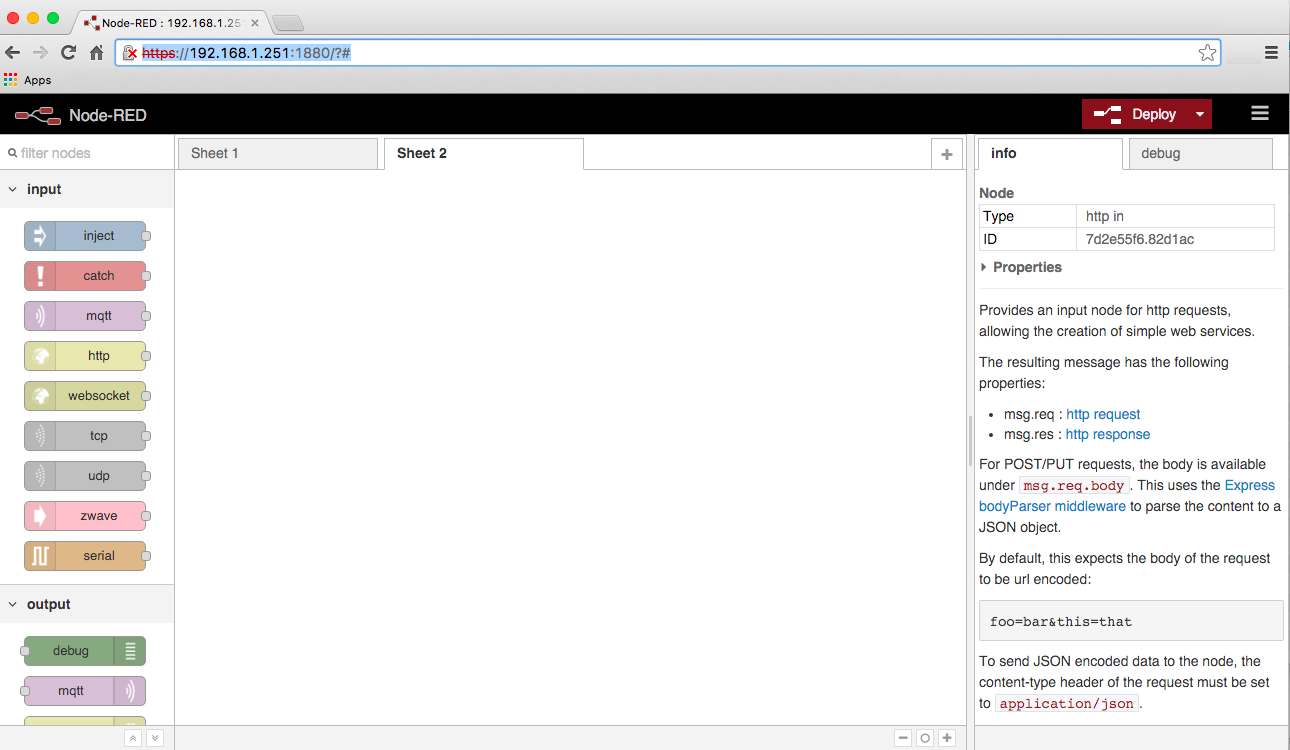 Node-RED : 192.168.1.25
https://192.168.1.251:1880/?#
Apps
Node-RED
Deploy
filter nodes
Sheet 1
Sheet 2
info
debug
input
inject
catch
mqtt
http
websocket
tcp
udp
zwave
serial
output
debug
mqtt
Node
Type http in
ID 7d2e55f6.82d1ac
Properties
Provides an input node for http requests,
allowing the creation of simple web services.
The resulting message has the following
properties:
• msg.req : http request
• msg.res : http response
For POST/PUT requests, the body is available
under msg.req.body. This uses the Express
bodyParser middleware to parse the content to a
JSON object.
By default, this expects the body of the request
to be url encoded:
foo=bar&this=that
To send JSON encoded data to the node, the
content-type header of the request must be set
to application/json.